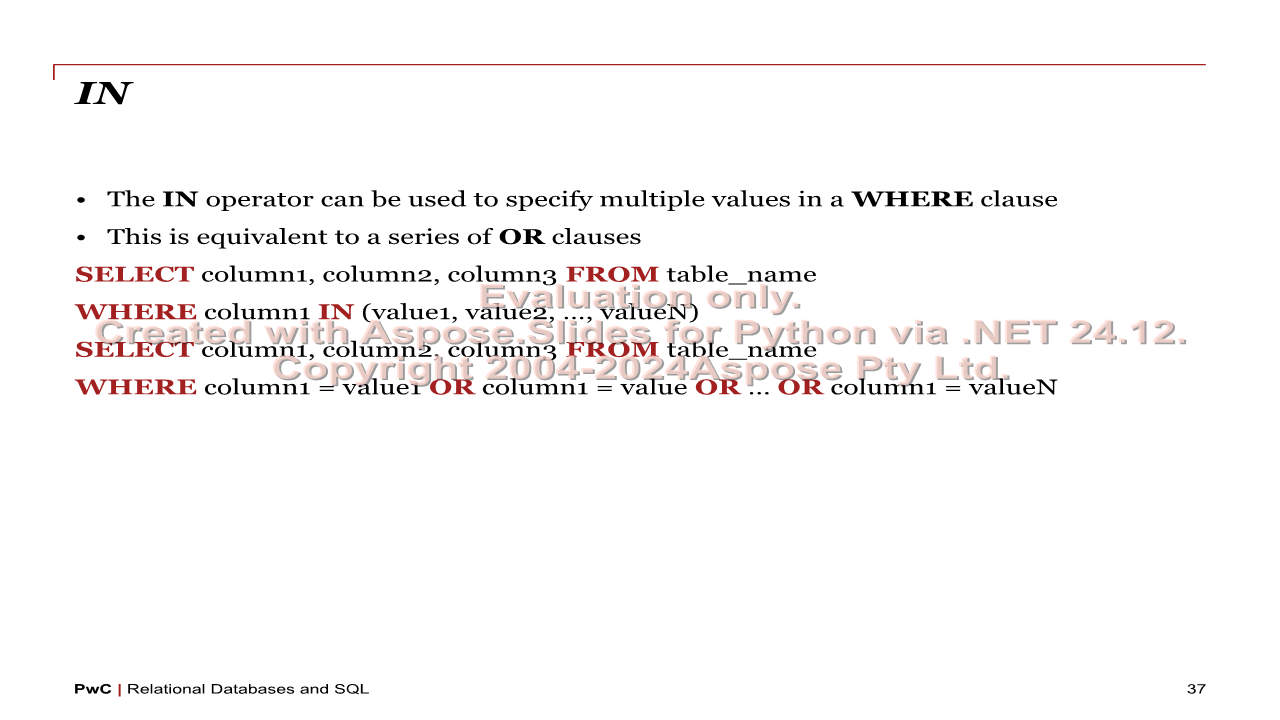 IN
• The IN operator can be used to specify multiple values in a WHERE clause
• This is equivalent to a series of OR clauses
SELECT column1, column2, column3 FROM table_name
WHERE column1 IN (value1, value2, ..., valueN)
SELECT column1, column2, column3 FROM table_name
WHERE column1 = value1 OR column1 = value OR ... OR column1 = valueN
Evaluation only.
Created with Aspose.Slides for Python via .NET 24.12.
Copyright 2004-2024Aspose Pty Ltd.
PwC | Relational Databases and SQL
37